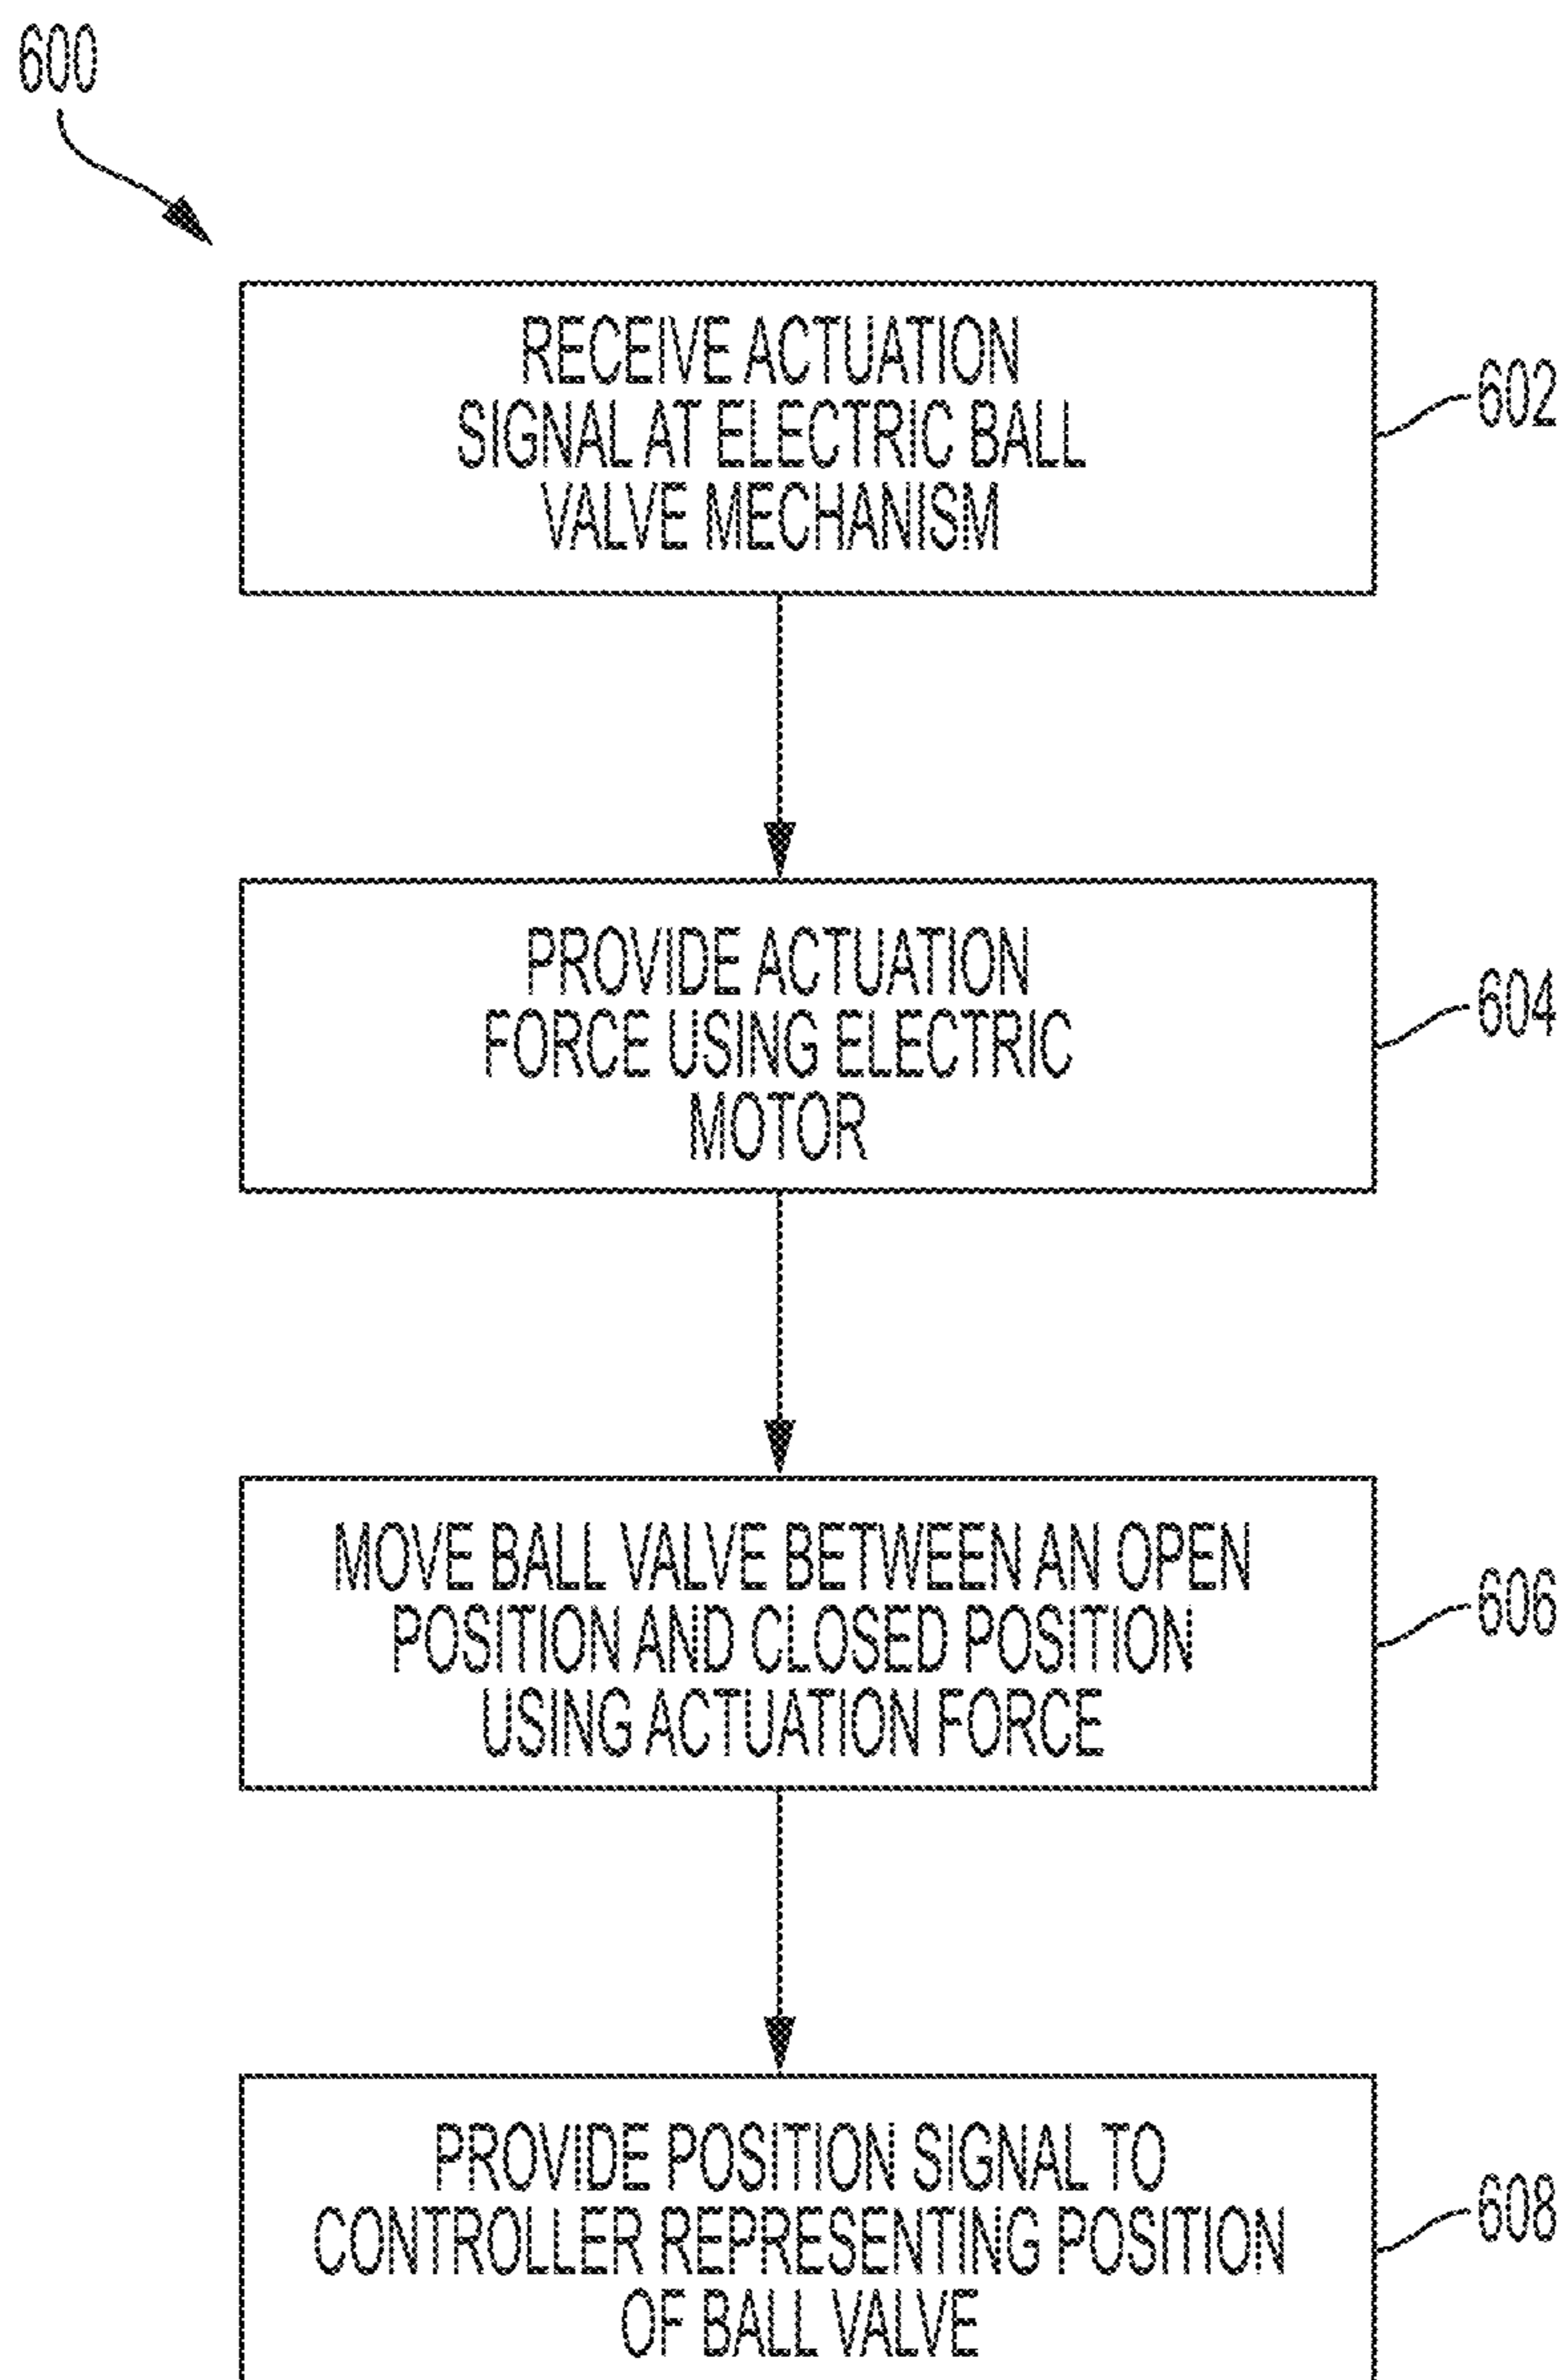 600
RECEIVE ACTUATION
SIGNAL AT ELECTRIC BALL
VALVE MECHANISM
602
PROVIDE ACTUATION
FORCE USING ELECTRIC
MOTOR
604
MOVE BALL VALVE BETWEEN AN OPEN
POSITION AND CLOSED POSITION
USING ACTUATION FORCE
606
PROVIDE POSITION SIGNAL TO
CONTROLLER REPRESENTING POSITION
OF BALL VALVE
608